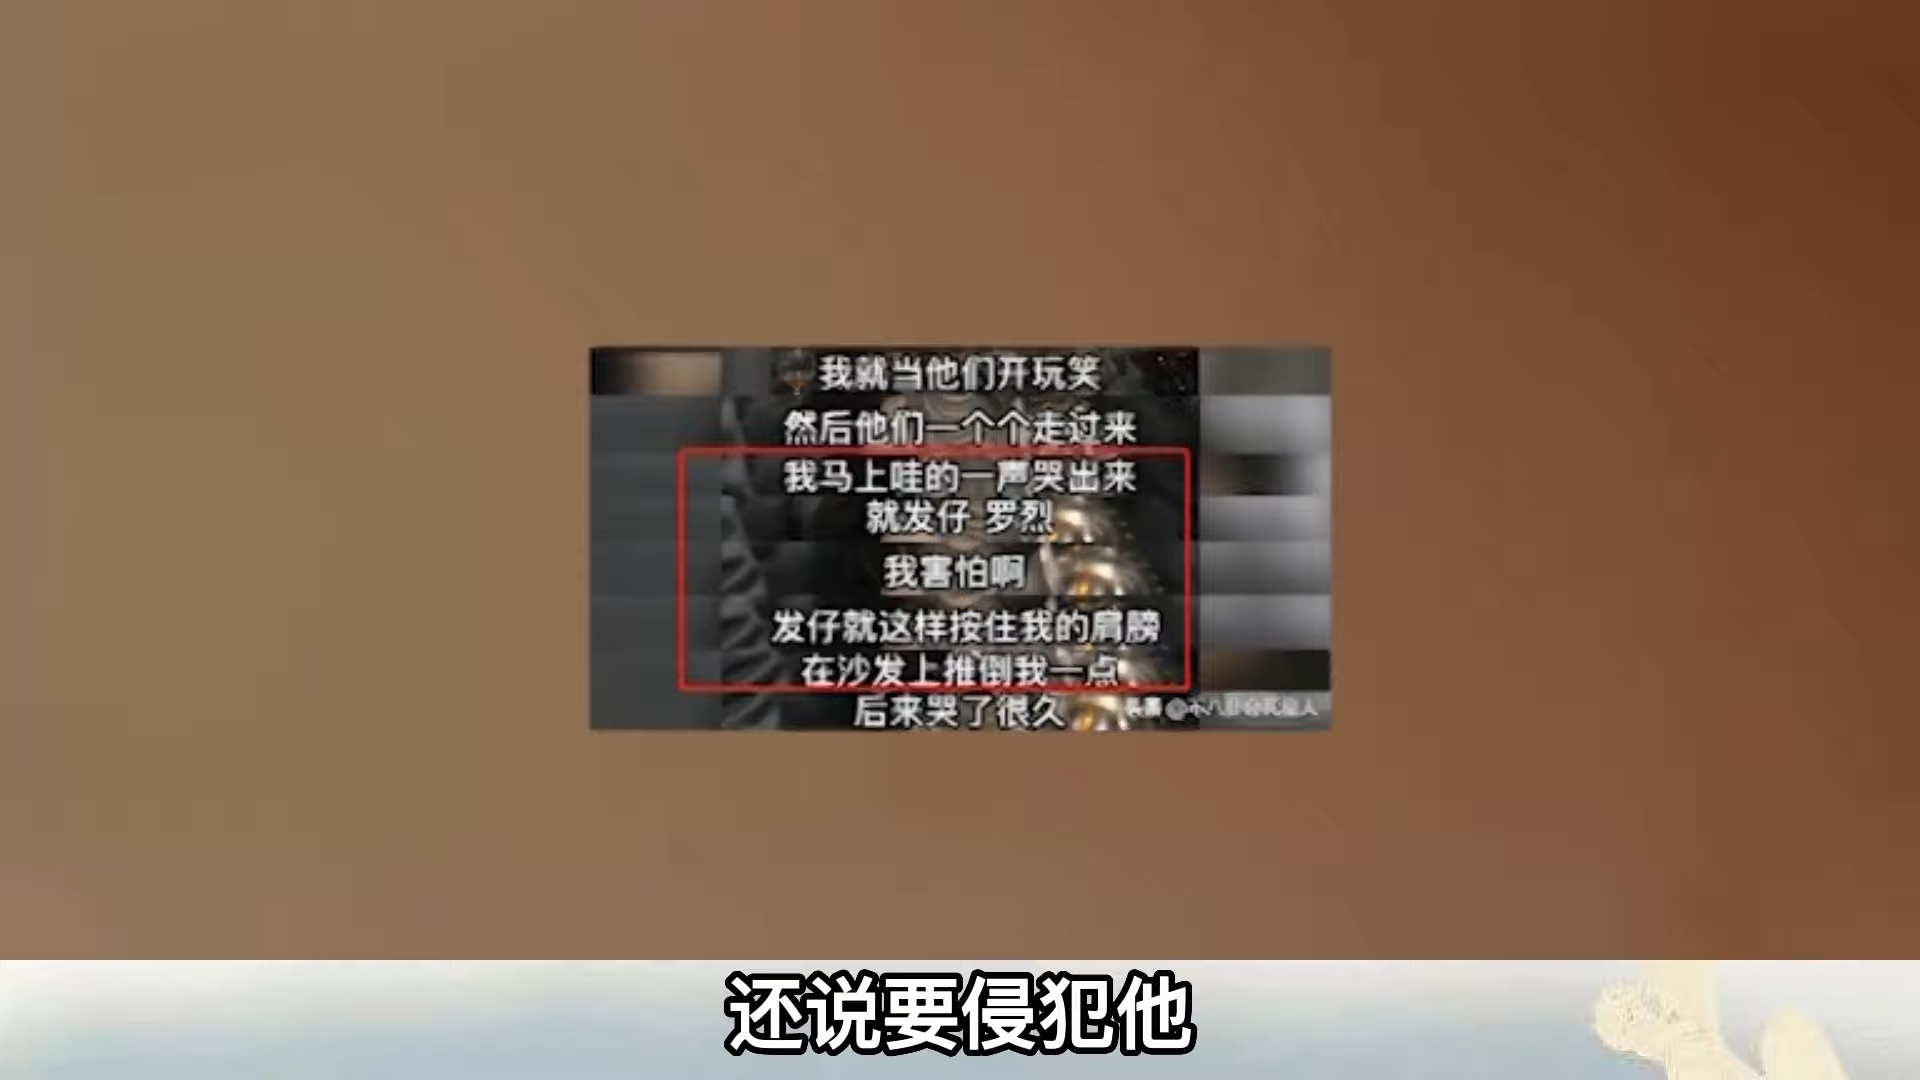 我就当他们开玩笑
然后他们一个个走过来
我马上哇的一声哭出来
就发仔 罗烈
我害怕啊
发仔就这样按住我的肩膀
在沙发上推倒我一点
后来哭了很久
还说要侵犯他